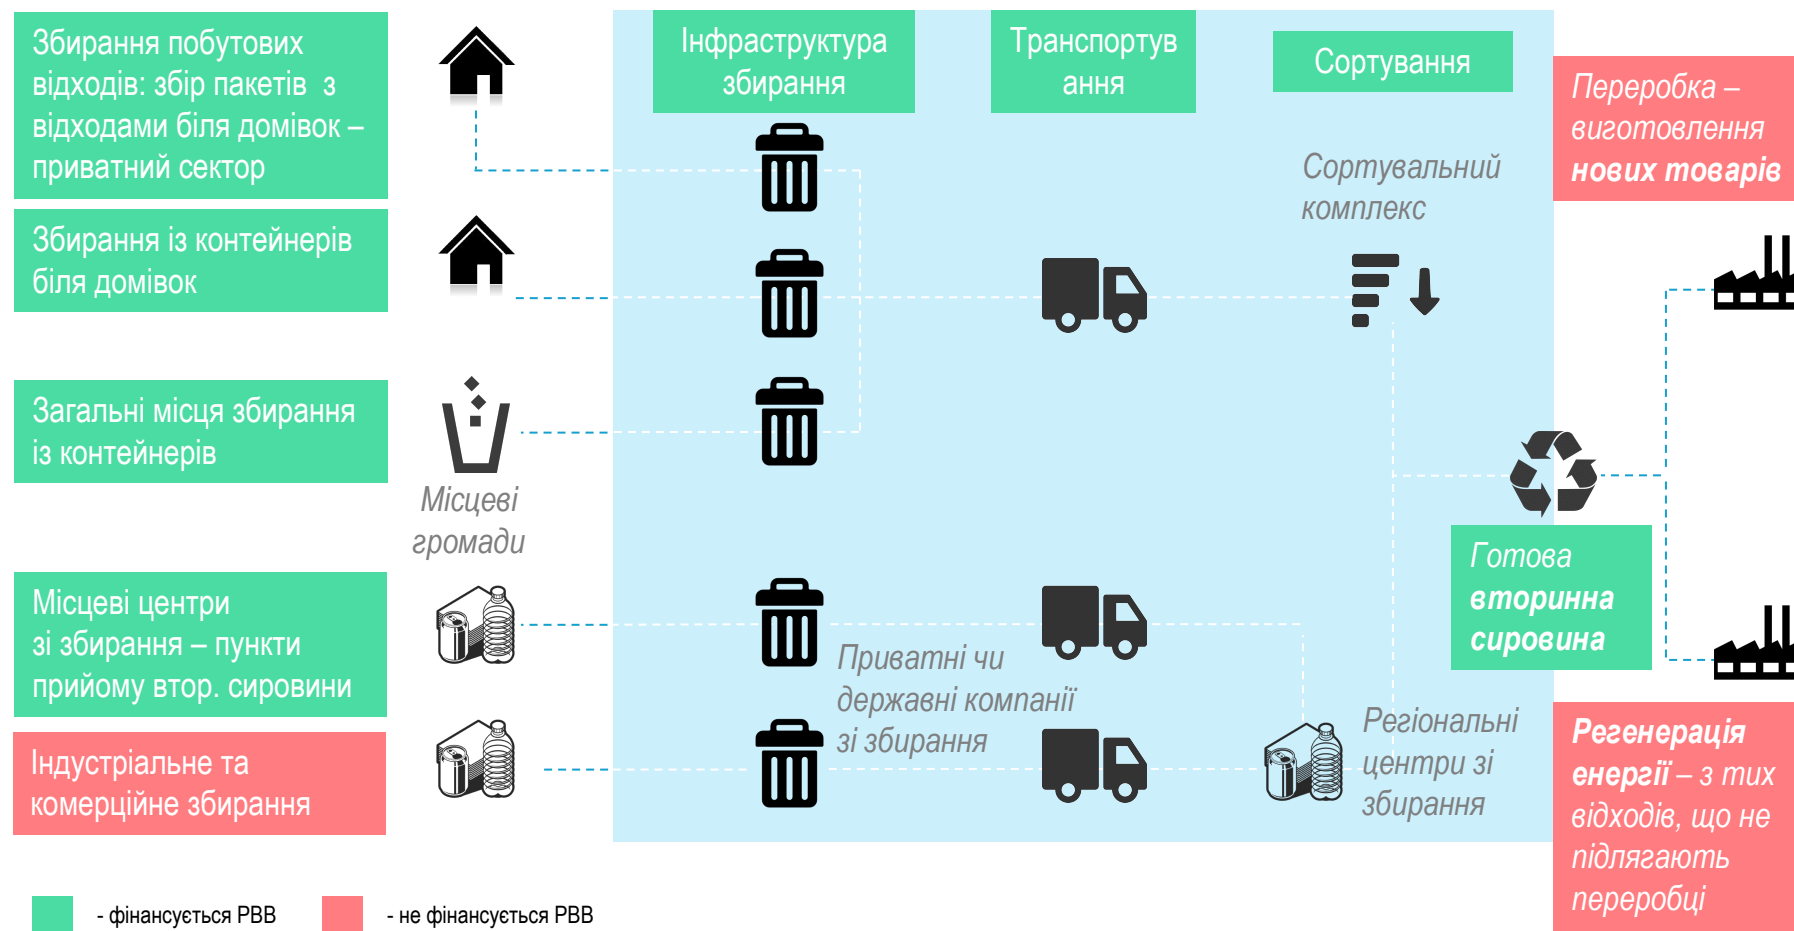 Збирання побутових
відходів: збір пакетів з
відходами біля домівок –
приватний сектор
Збирання із контейнерів
біля домівок
Загальні місця збирання
із контейнерів
Місцеві
громади
Місцеві центри
зі збирання – пункти
прийому втор. сировини
Індустріальне та
комерційне збирання
Інфраструктура
збирання
Транспортув
ання
Сортування
Сортувальний
комплекс
Приватні чи
державні компанії
зі збирання
Регіональні
центри зі
збирання
Готова
вторинна
сировина
Переробка –
виготовлення
нових товарів
Регенерація
енергії – з тих
відходів, що не
підлягають
переробці
- фінансується РВВ
- не фінансується РВВ